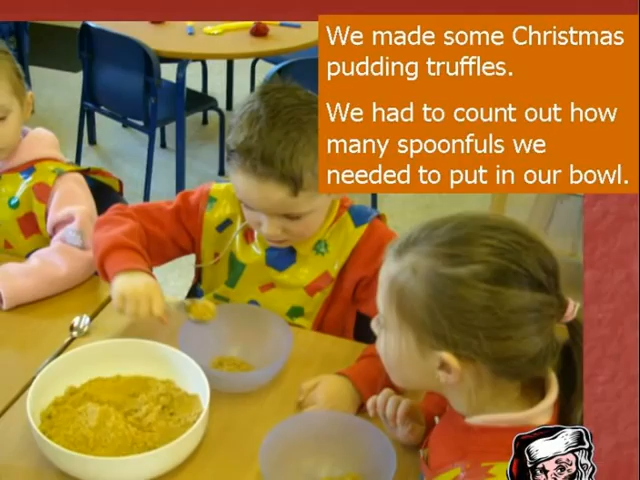 We made some Christmas
pudding truffles.
We had to count out how
many spoonfuls we
needed to put in our bowl.